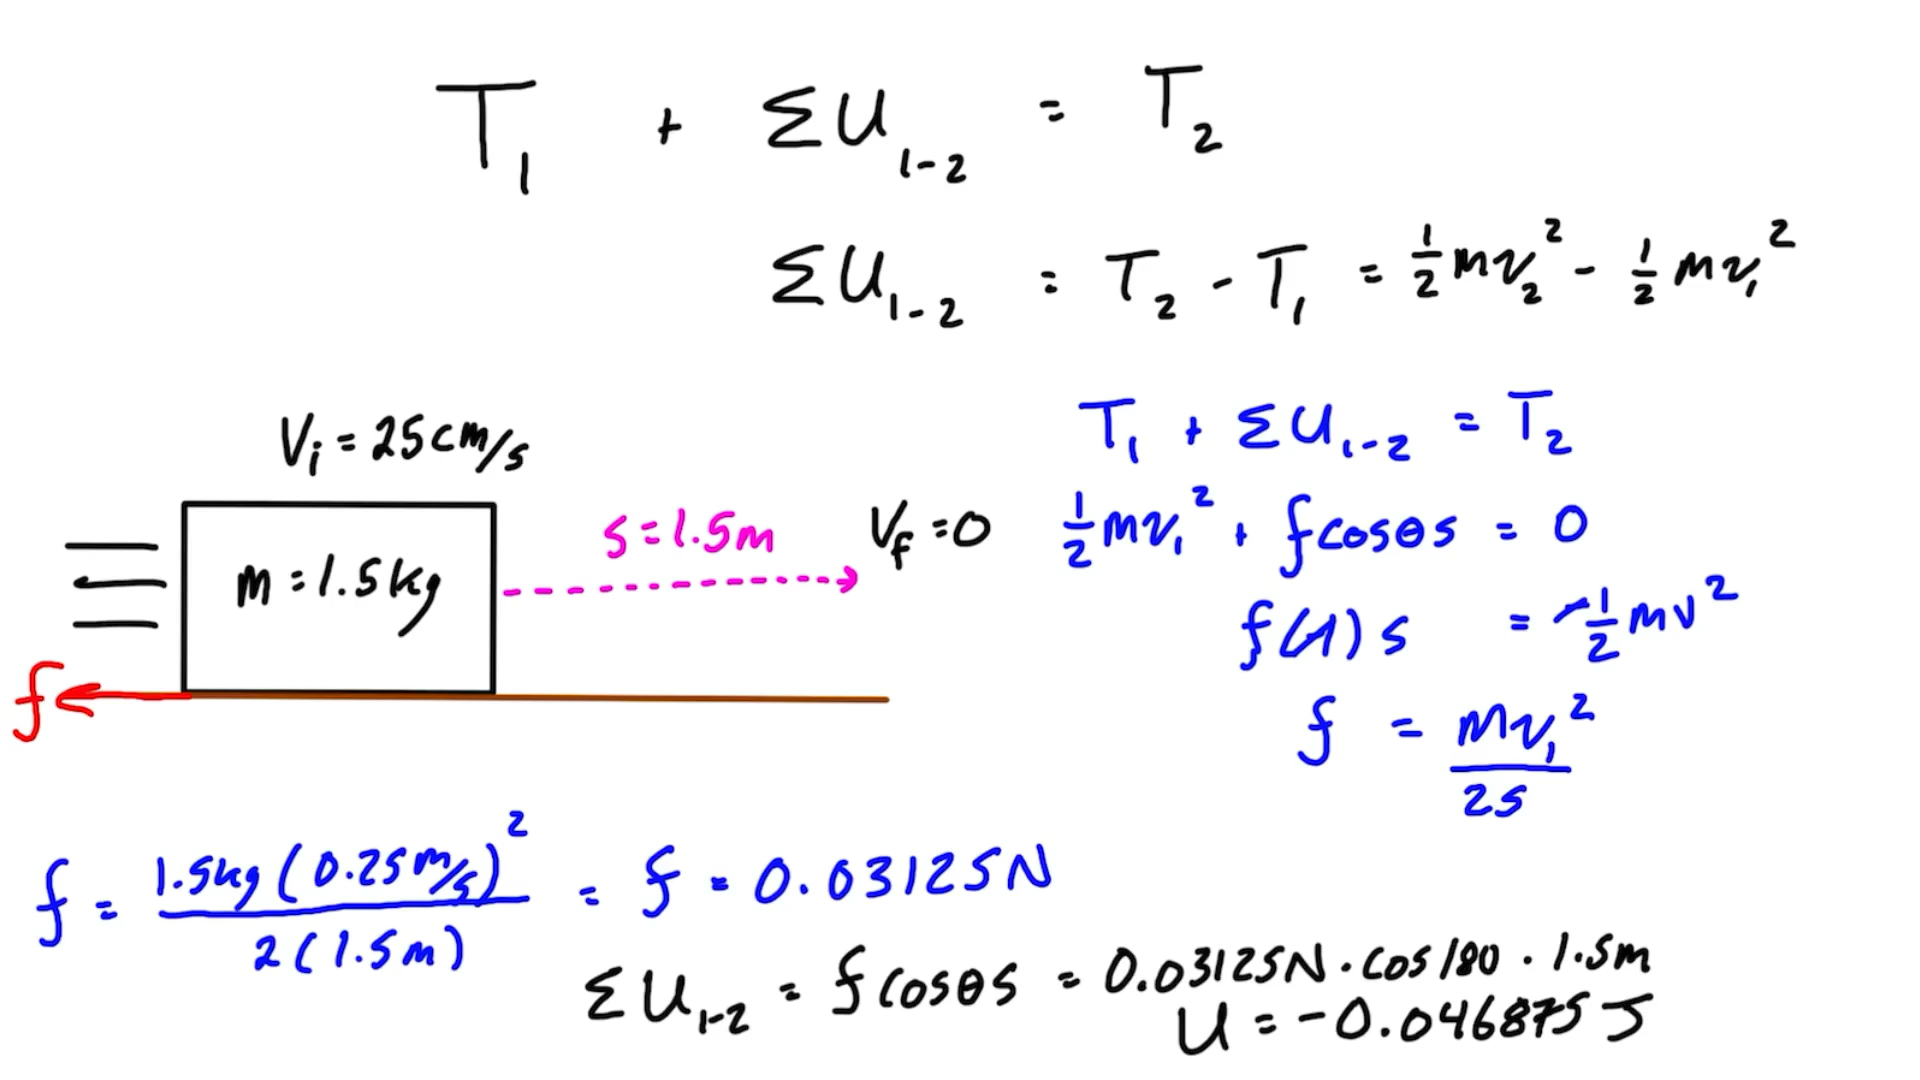 T₁ + ΣU₁₋₂ = T₂
ΣU₁₋₂ = T₂ - T₁ = ½mv₂² - ½mv₁²
Vᵢ = 25cm/s
m = 1.5kg
s = 1.5m
V_f = 0
f
T₁ + ΣU₁₋₂ = T₂
½mv₁² + fcosθs = 0
f(-1)s = -½mv²
f = mv₁²/2s
f = 1.5kg(0.25m/s)²/2(1.5m) = f = 0.03125N
ΣU₁₋₂ = fcosθs = 0.03125N · cos180 · 1.5m
U = -0.046875J